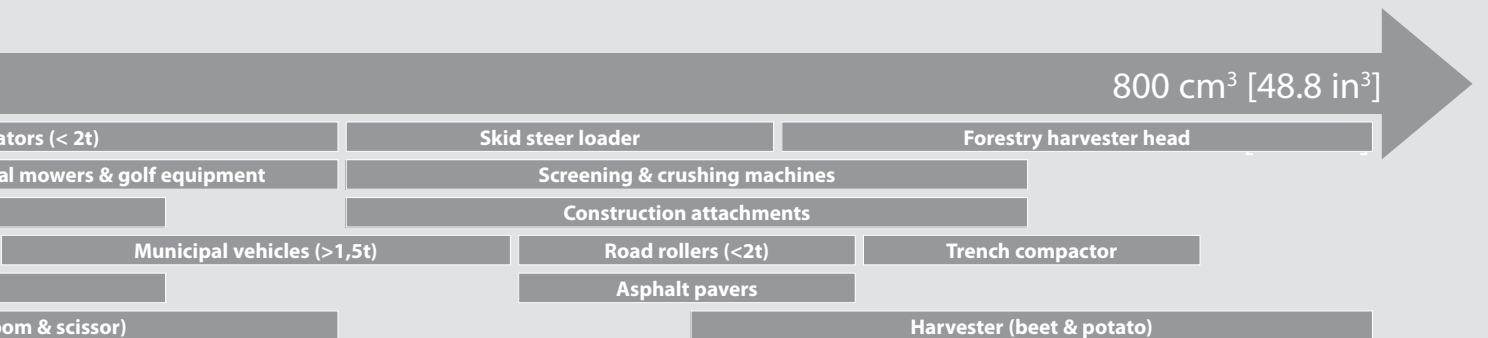 800 cm³ [48.8 in³]
ators (< 2t)
Skid steer loader
Forestry harvester head
al mowers & golf equipment
Screening & crushing machines
Construction attachments
Municipal vehicles (>1,5t)
Road rollers (<2t)
Trench compactor
Asphalt pavers
om & scissor)
Harvester (beet & potato)